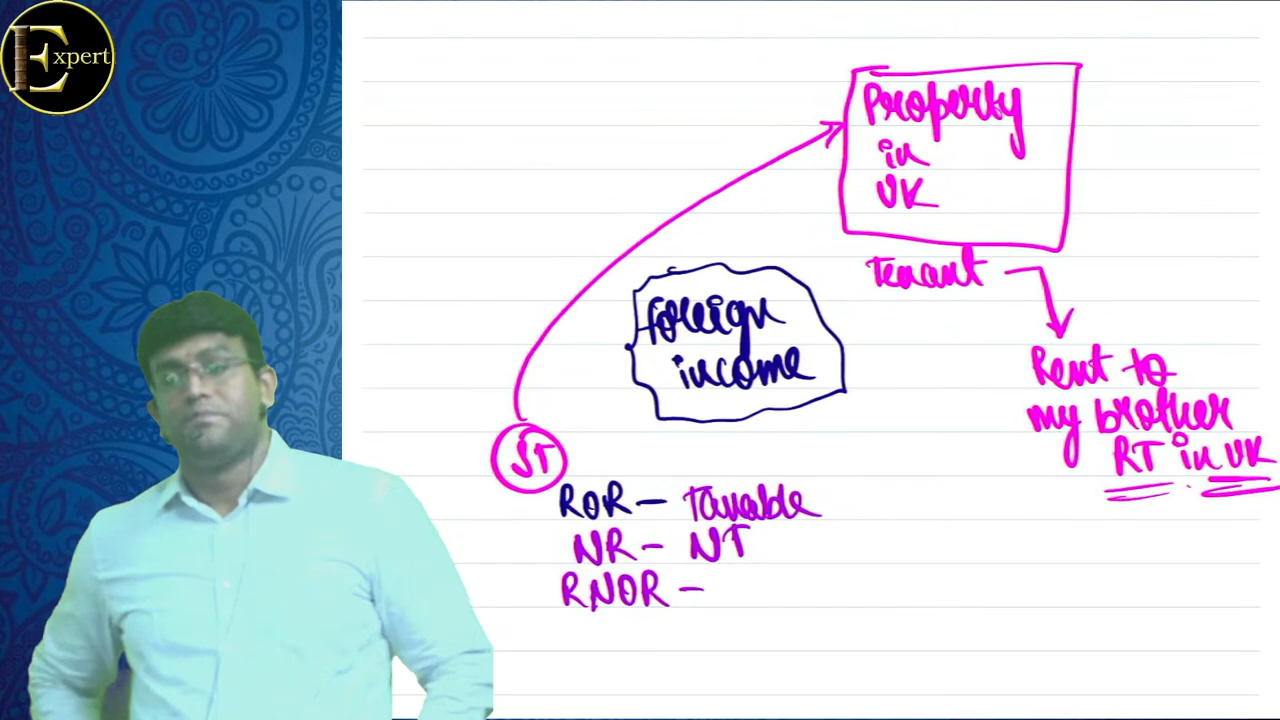 Expert
Property
in
UK
Tenant
Rent to
my brother
RT in UK
foreign
income
ST
ROR - Taxable
NR - NT
RNOR -